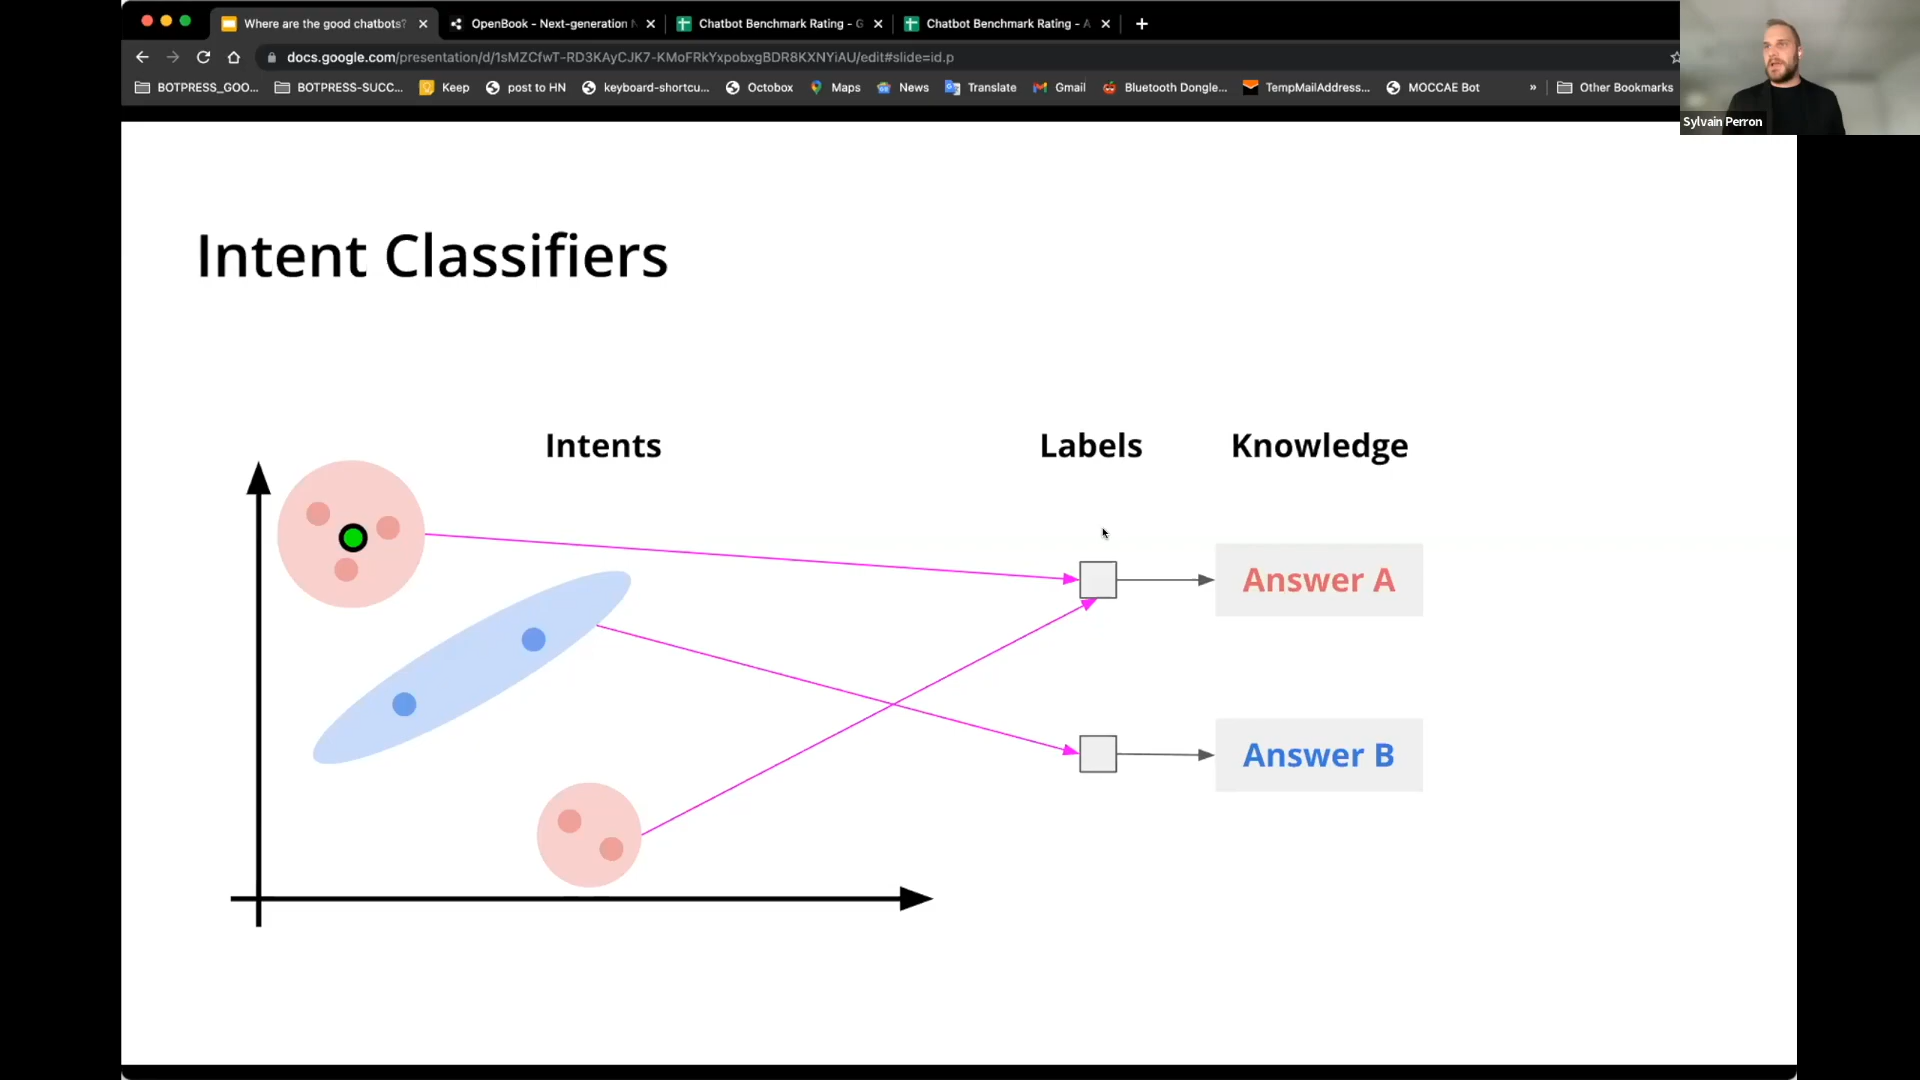 Where are the good chatbots?
OpenBook - Next-generation
Chatbot Benchmark Rating - G
Chatbot Benchmark Rating - A
docs.google.com/presentation/d/1sMZCfwT-RD3KAyCJK7-KMoFRkYxpobxgBDR8KXNYiAU/edit#slide=id.p
BOTPRESS_GOO... BOTPRESS-SUCC... Keep post to HN keyboard-shortcu... Octobox Maps News Translate Gmail Bluetooth Dongle... TempMailAddress... MOCCAE Bot » Other Bookmarks
Sylvain Perron
Intent Classifiers
Intents Labels Knowledge
Answer A
Answer B